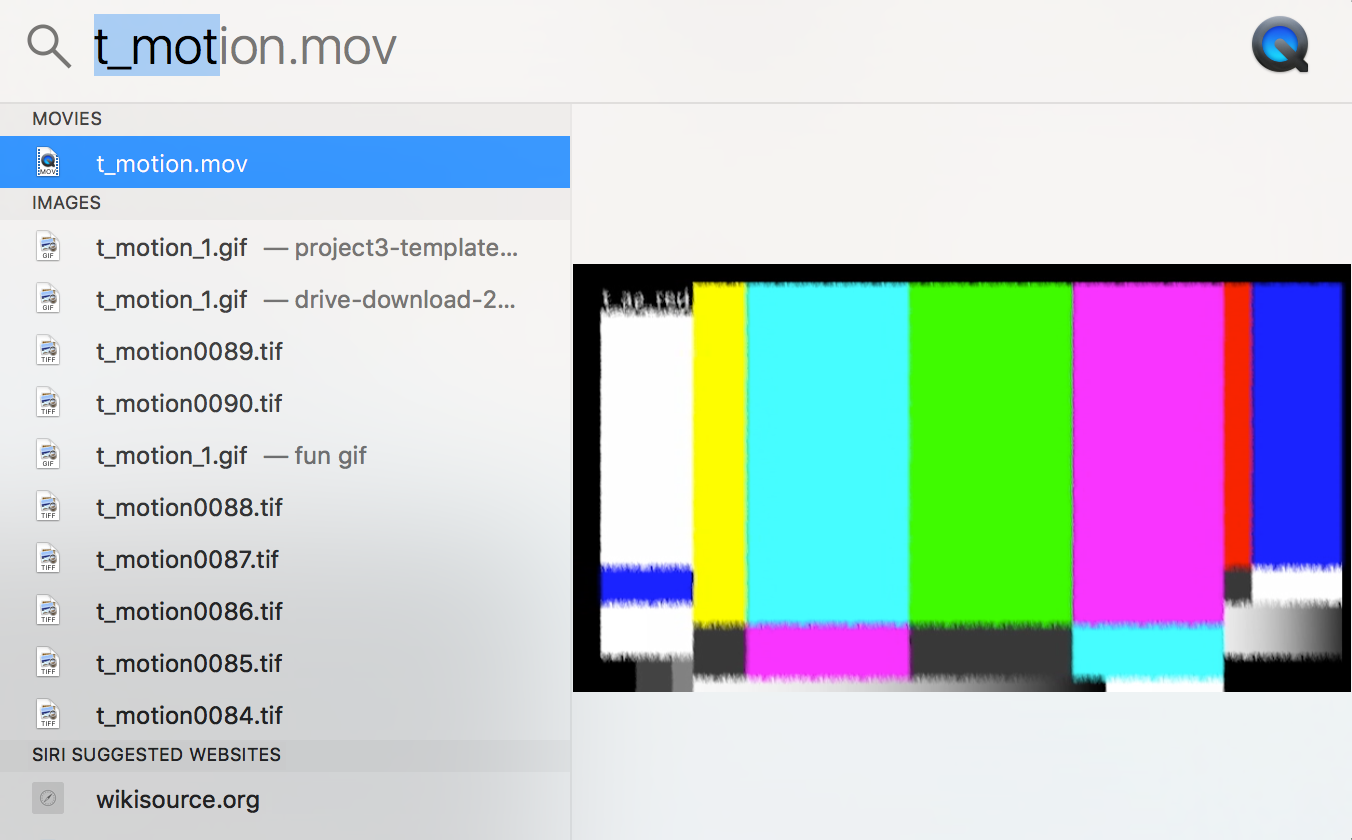 t_motion.mov
MOVIES
MOV t_motion.mov
IMAGES
GIF t_motion_1.gif — project3-template...
GIF t_motion_1.gif — drive-download-2...
TIFF t_motion0089.tif
TIFF t_motion0090.tif
GIF t_motion_1.gif — fun gif
TIFF t_motion0088.tif
TIFF t_motion0087.tif
TIFF t_motion0086.tif
TIFF t_motion0085.tif
TIFF t_motion0084.tif
SIRI SUGGESTED WEBSITES
wikisource.org